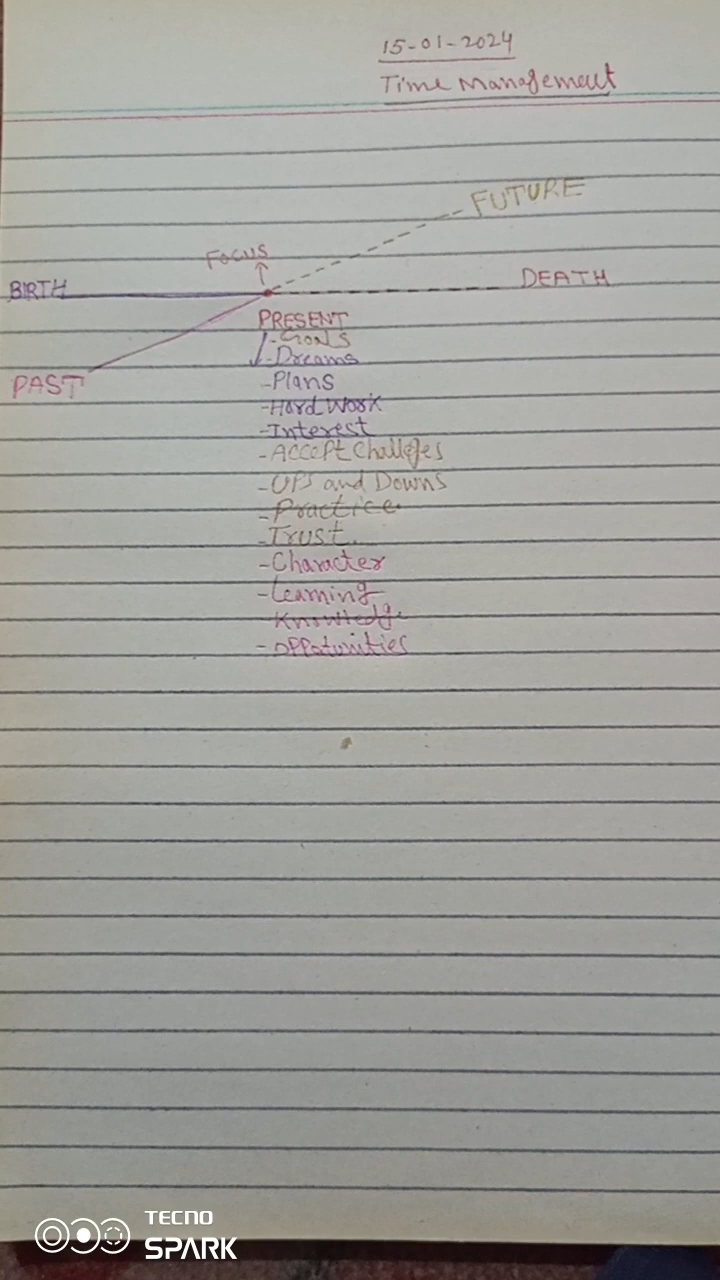 15-01-2024
Time Management
FUTURE
FOCUS
BIRTH
DEATH
PRESENT
PAST
- Goals
- Dreams
- Plans
- Hard Work
- Interest
- Accept Challeges
- UPS and Downs
- Practice.
- Trust.
- Character
- Learning
- Knowledge
- OPPatunities
TECNO
SPARK